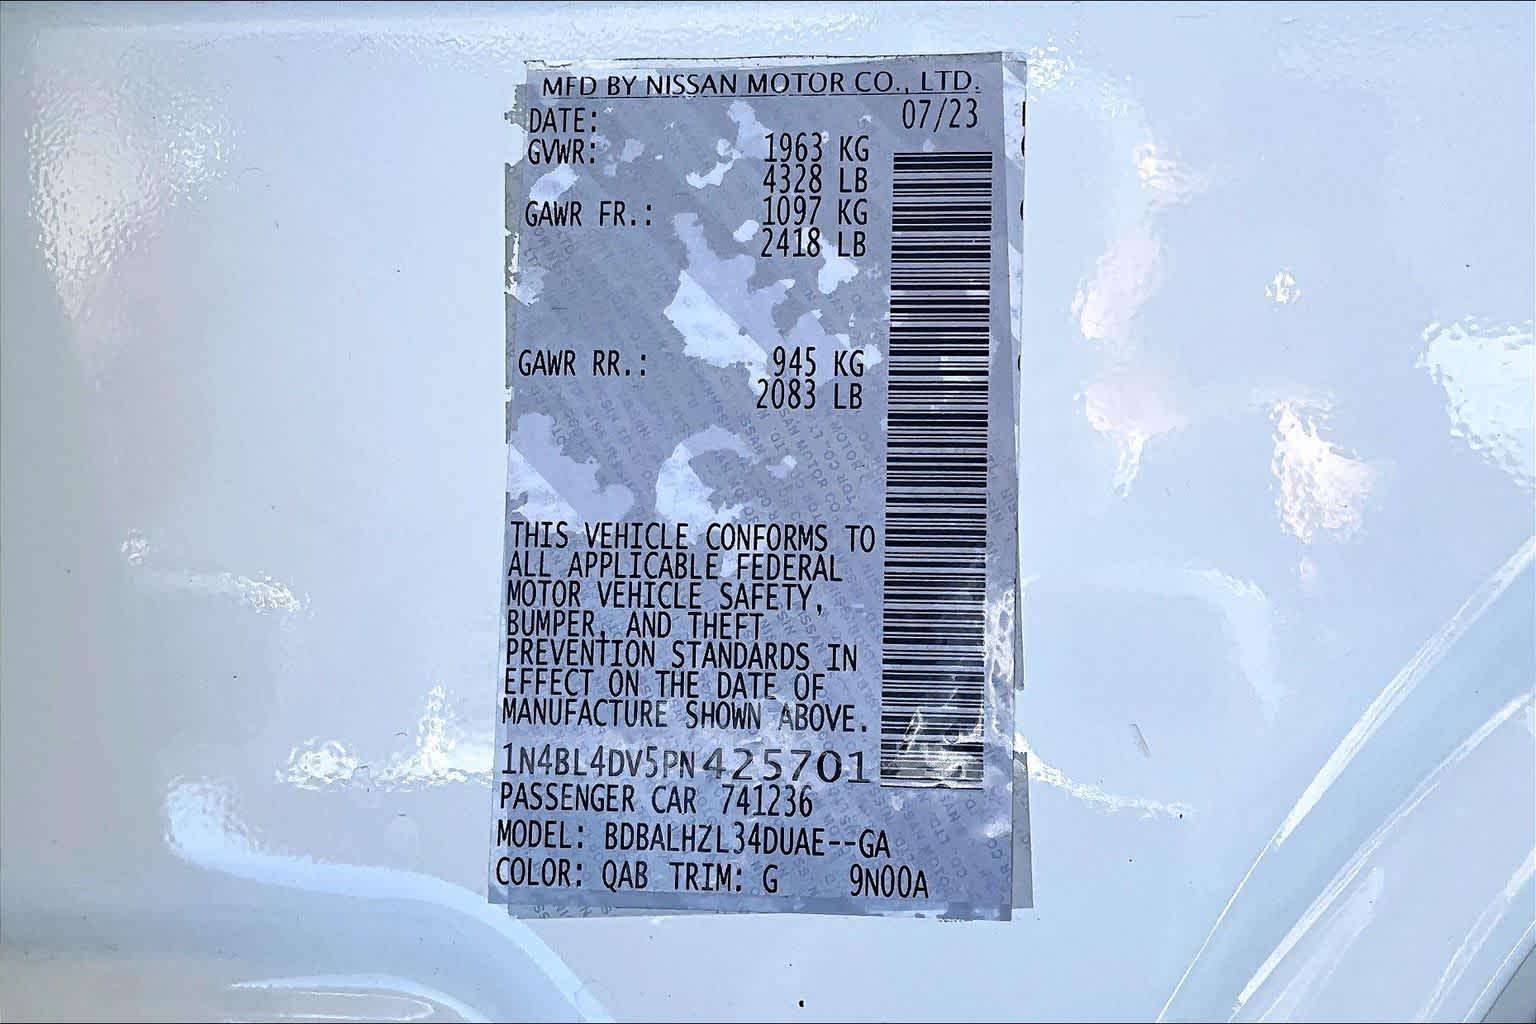 MFD BY NISSAN MOTOR CO., LTD.
DATE: 07/23
GVWR: 1963 KG
4328 LB
GAWR FR.: 1097 KG
2418 LB
GAWR RR.: 945 KG
2083 LB
THIS VEHICLE CONFORMS TO
ALL APPLICABLE FEDERAL
MOTOR VEHICLE SAFETY,
BUMPER, AND THEFT
PREVENTION STANDARDS IN
EFFECT ON THE DATE OF
MANUFACTURE SHOWN ABOVE.
1N4BL4DV5PN425701
PASSENGER CAR 741236
MODEL: BDBALHZL34DUAE--GA
COLOR: QAB TRIM: G 9N00A